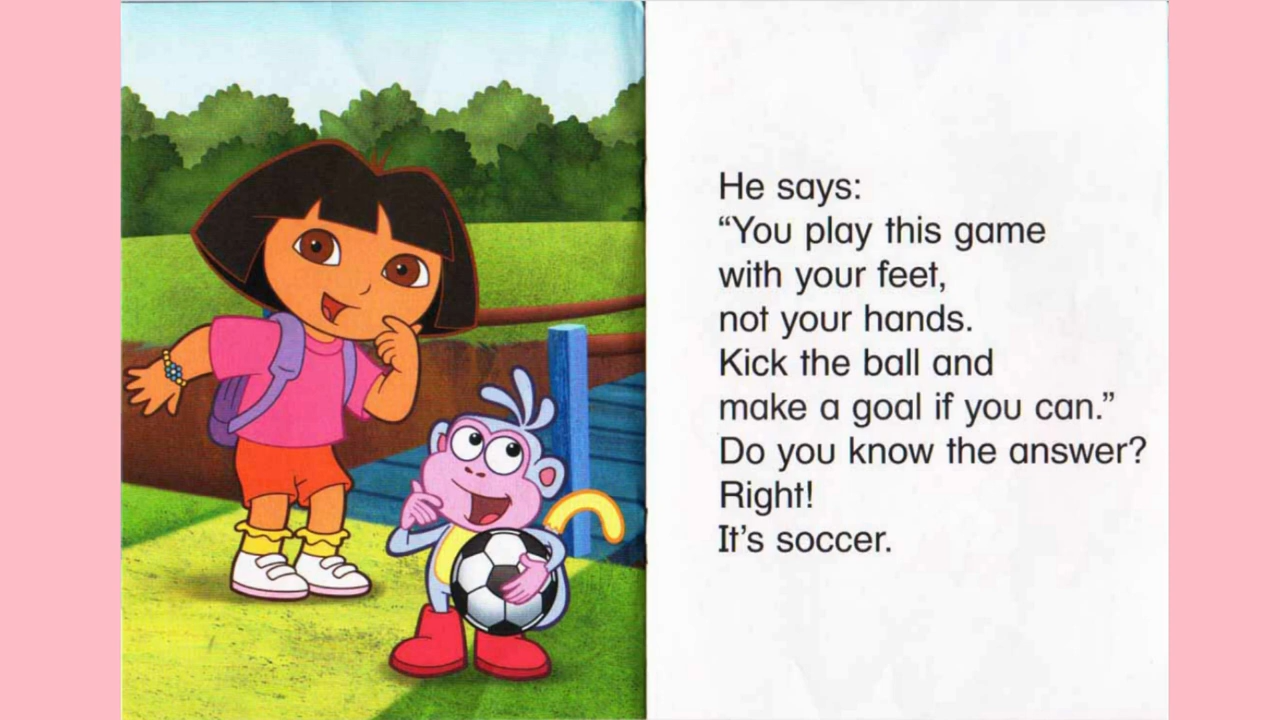 He says:
“You play this game
with your feet,
not your hands.
Kick the ball and
make a goal if you can.”
Do you know the answer?
Right!
It’s soccer.